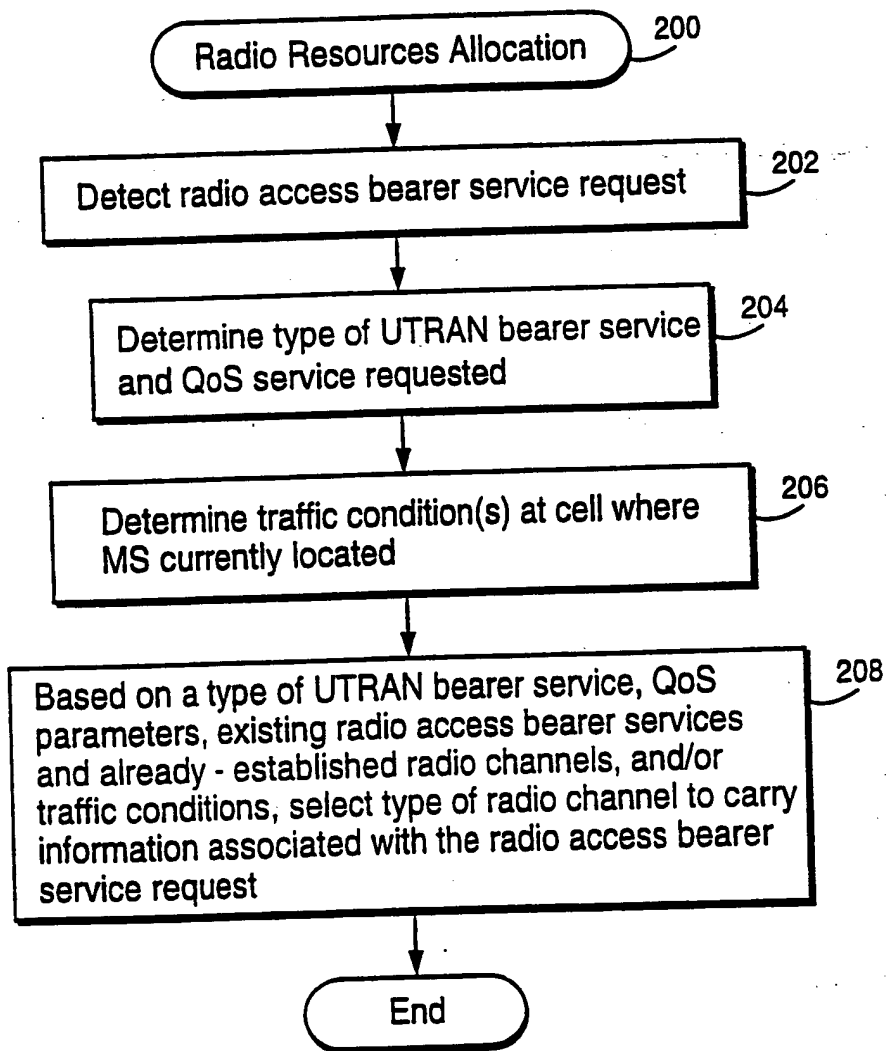 Radio Resources Allocation
200
Detect radio access bearer service request
202
Determine type of UTRAN bearer service
and QoS service requested
204
Determine traffic condition(s) at cell where
MS currently located
206
Based on a type of UTRAN bearer service, QoS
parameters, existing radio access bearer services
and already - established radio channels, and/or
traffic conditions, select type of radio channel to carry
information associated with the radio access bearer
service request
208
End